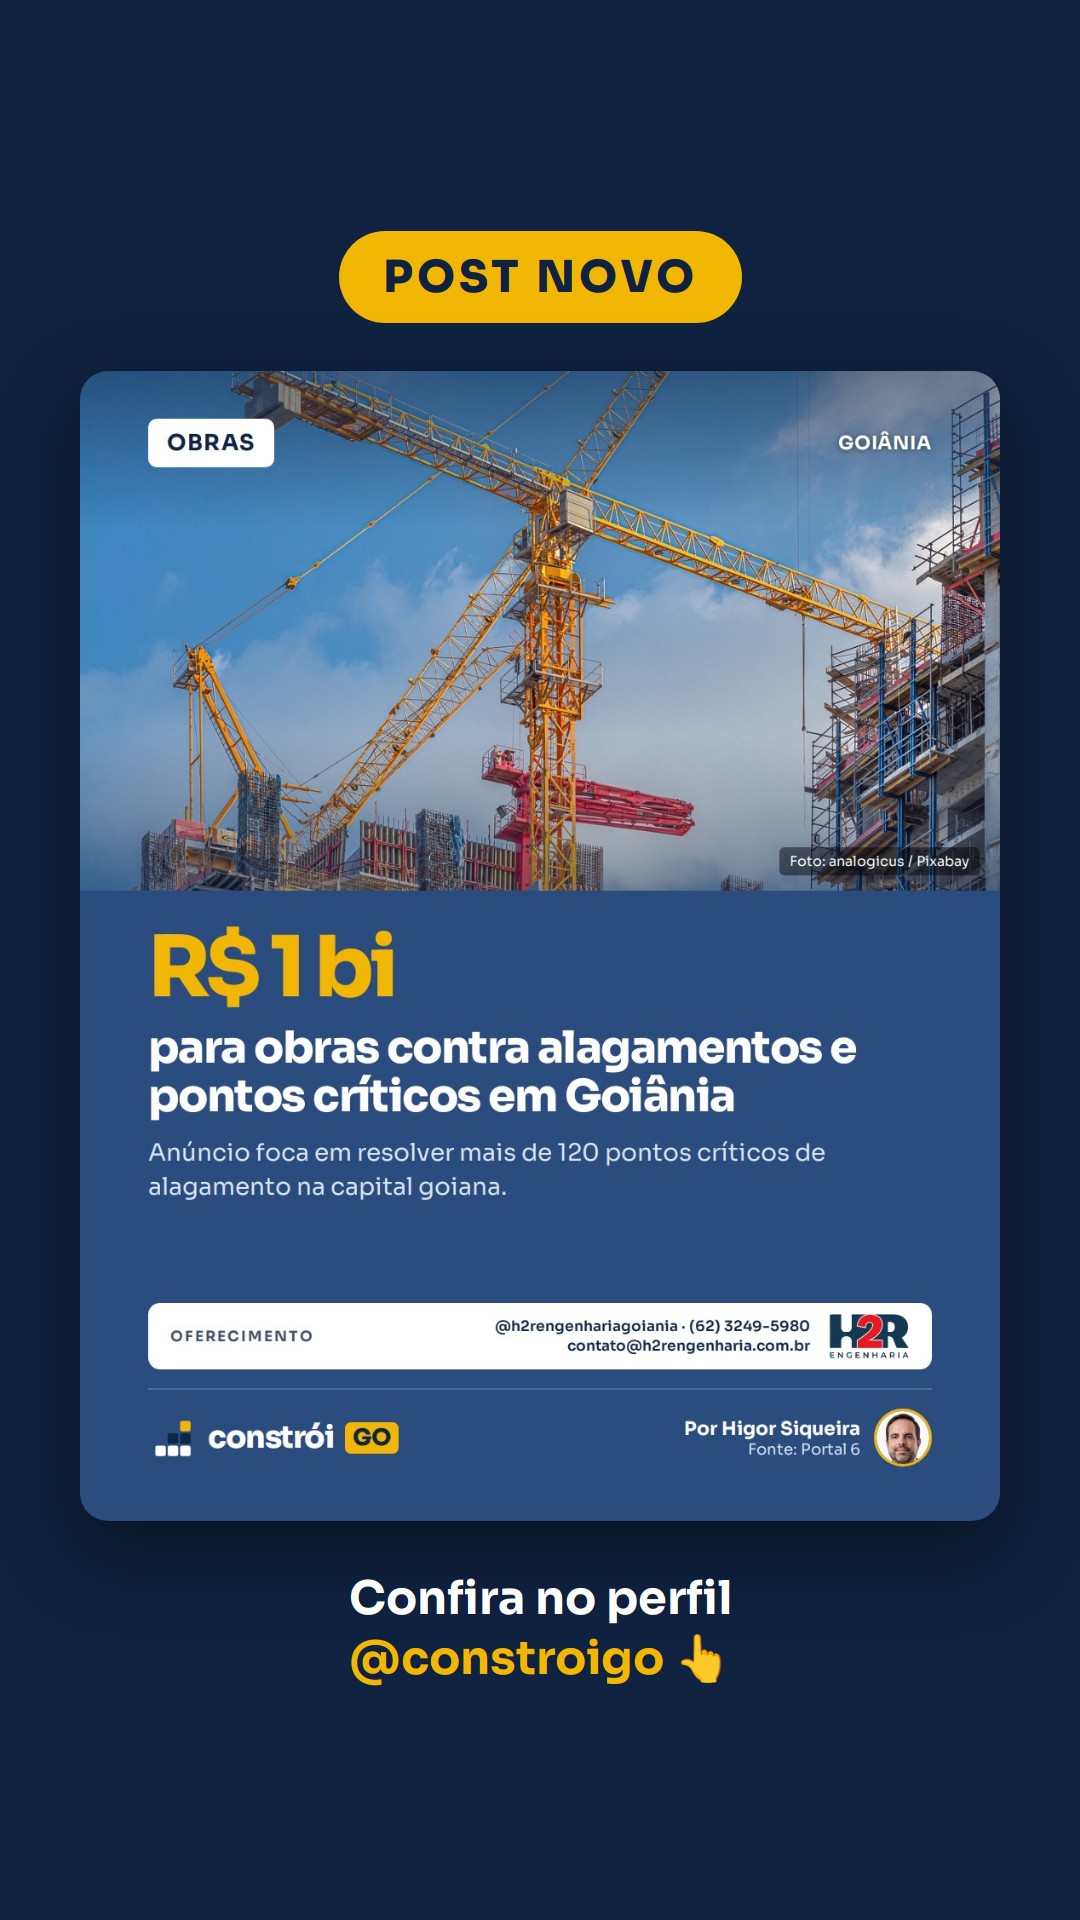 POST NOVO
OBRAS
GOIÂNIA
Foto: analogicus / Pixabay
R$ 1 bi
para obras contra alagamentos e
pontos críticos em Goiânia
Anúncio foca em resolver mais de 120 pontos críticos de
alagamento na capital goiana.
OFERECIMENTO
@h2rengenhariagoiania · (62) 3249-5980
contato@h2rengenharia.com.br
H2R
ENGENHARIA
constrói GO
Por Higor Siqueira
Fonte: Portal 6
Confira no perfil
@constroigo 👆